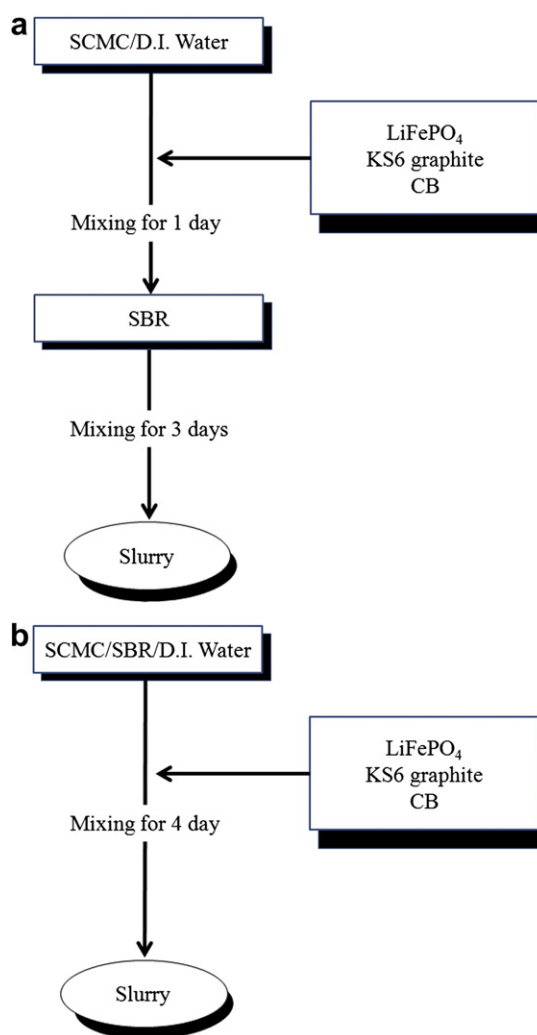 a
SCMC/D.I. Water
LiFePO₄
KS6 graphite
CB
Mixing for 1 day
SBR
Mixing for 3 days
Slurry
b
SCMC/SBR/D.I. Water
LiFePO₄
KS6 graphite
CB
Mixing for 4 day
Slurry